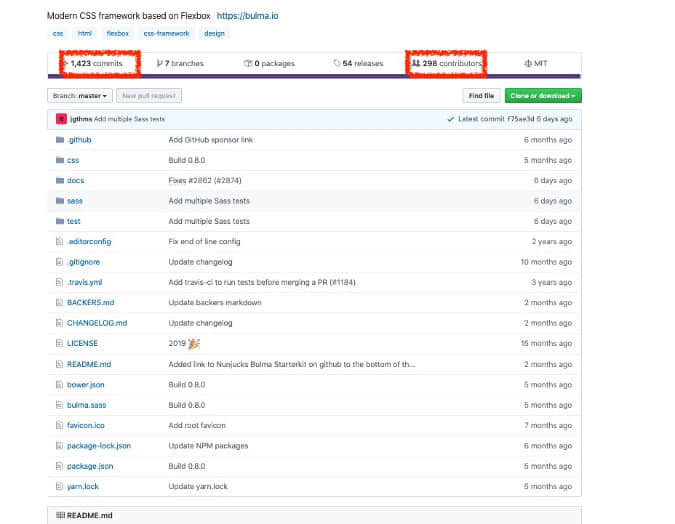 Modern CSS framework based on Flexbox https://bulma.io
css html flexbox css-framework design
1,423 commits 7 branches 0 packages 54 releases 298 contributors MIT
Branch: master New pull request Find file Clone or download
jgthms Add multiple Sass tests Latest commit f75ae3d 6 days ago
.github Add GitHub sponsor link 6 months ago
css Build 0.8.0 5 months ago
docs Fixes #2862 (#2874) 6 days ago
sass Add multiple Sass tests 6 days ago
test Add multiple Sass tests 6 days ago
.editorconfig Fix end of line config 2 years ago
.gitignore Update changelog 10 months ago
.travis.yml Add travis-ci to run tests before merging a PR (#1184) 3 years ago
BACKERS.md Update backers markdown 2 months ago
CHANGELOG.md Update changelog 2 months ago
LICENSE 2019 🎉 15 months ago
README.md Added link to Nunjucks Bulma Starterkit on github to the bottom of th... 2 months ago
bower.json Build 0.8.0 5 months ago
bulma.sass Build 0.8.0 5 months ago
favicon.ico Add root favicon 7 months ago
package-lock.json Update NPM packages 6 months ago
package.json Build 0.8.0 5 months ago
yarn.lock Update yarn.lock 5 months ago
README.md